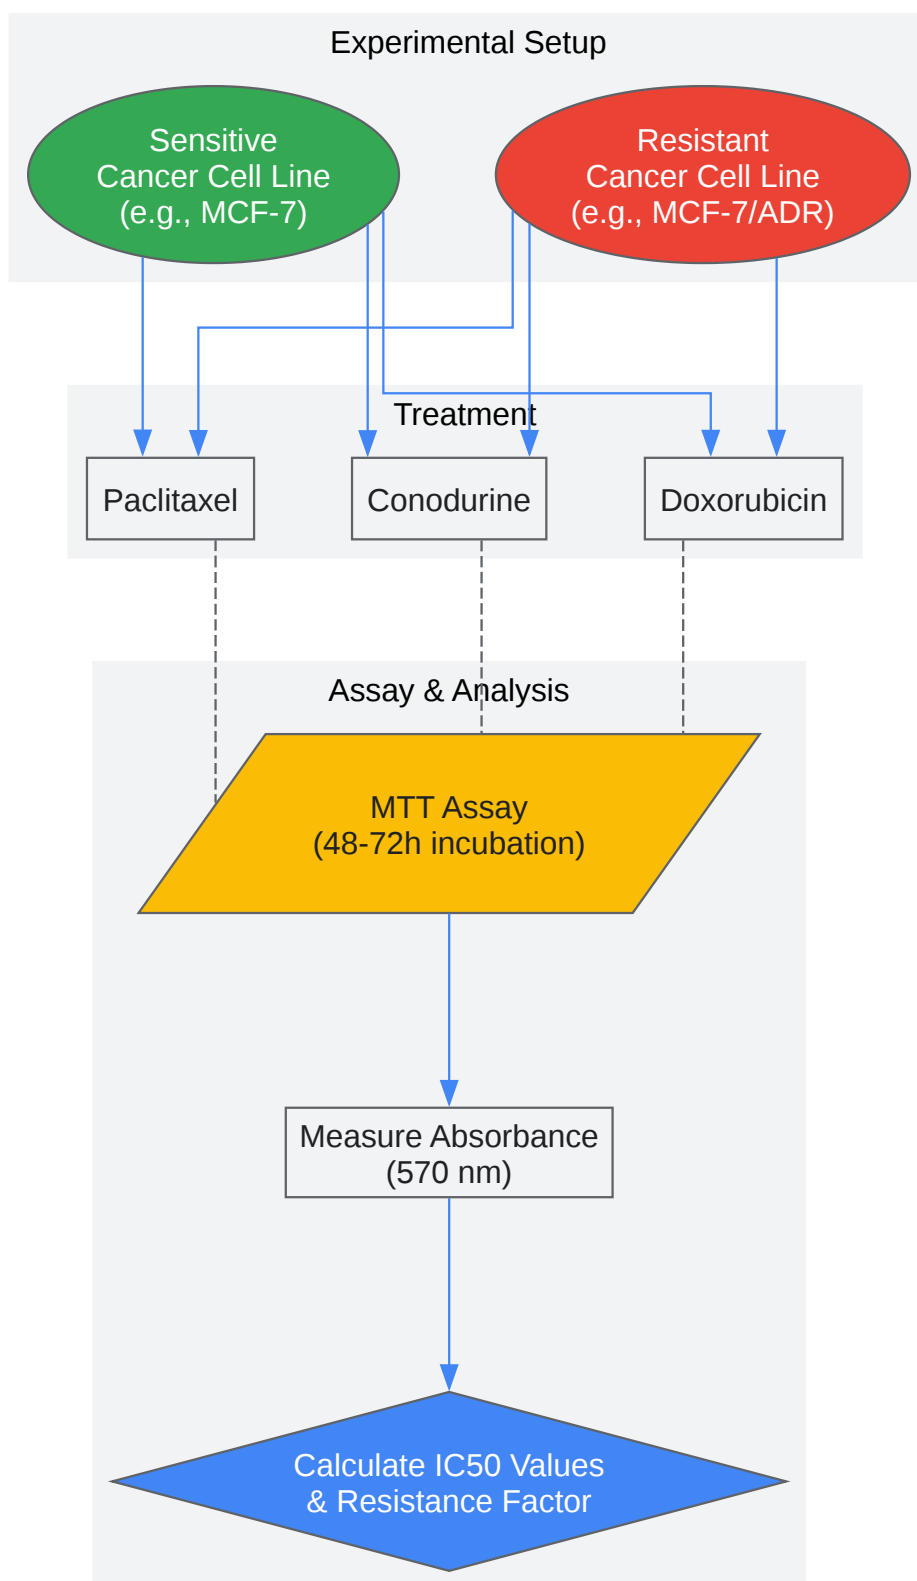 Experimental Setup
Sensitive
Cancer Cell Line
(e.g., MCF-7)
Resistant
Cancer Cell Line
(e.g., MCF-7/ADR)
Treatment
Paclitaxel
Conodurine
Doxorubicin
Assay & Analysis
MTT Assay
(48-72h incubation)
Measure Absorbance
(570 nm)
Calculate IC50 Values
& Resistance Factor